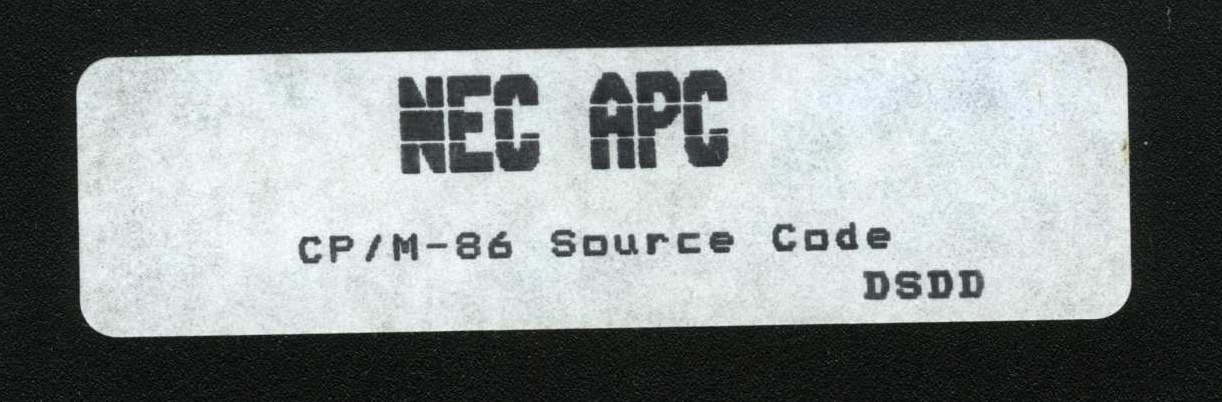 NEC APC
CP/M-86 Source Code
DSDD